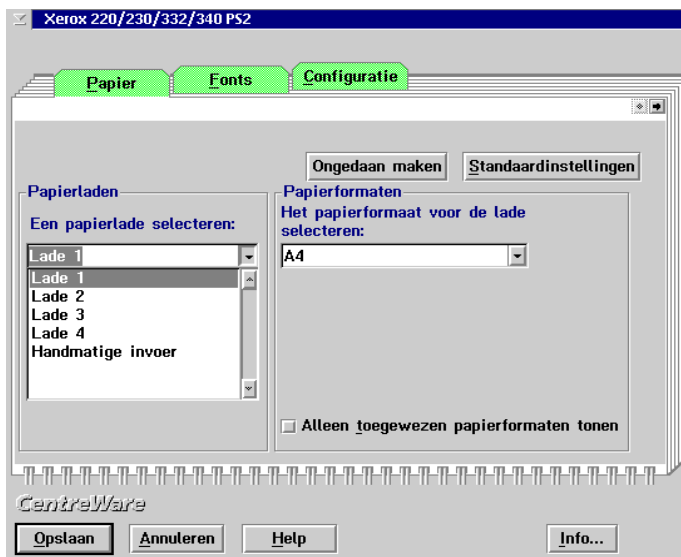 Xerox 220/230/332/340 PS2
Papier
Fonts
Configuratie
Ongedaan maken
Standaardinstellingen
Papierladen
Een papierlade selecteren:
Lade 1
Lade 1
Lade 2
Lade 3
Lade 4
Handmatige invoer
Papierformaten
Het papierformaat voor de lade
selecteren:
A4
Alleen toegewezen papierformaten tonen
CentreWare
Opslaan
Annuleren
Help
Info...